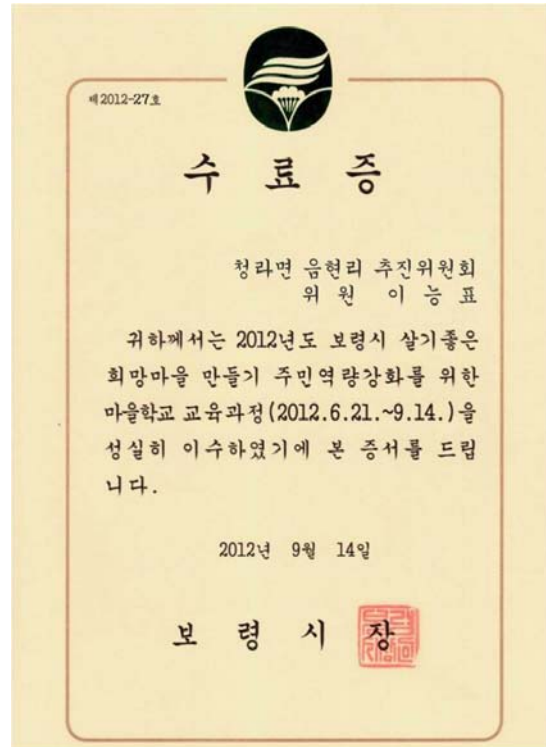 제2012-27호
수 료 증
청라면 음현리 추진위원회
위 원 이 능 표
귀하께서는 2012년도 보령시 살기좋은
희망마을 만들기 주민역량강화를 위한
마을학교 교육과정(2012.6.21.~9.14.)을
성실히 이수하였기에 본 증서를 드립
니다.
2012년 9월 14일
보 령 시 장